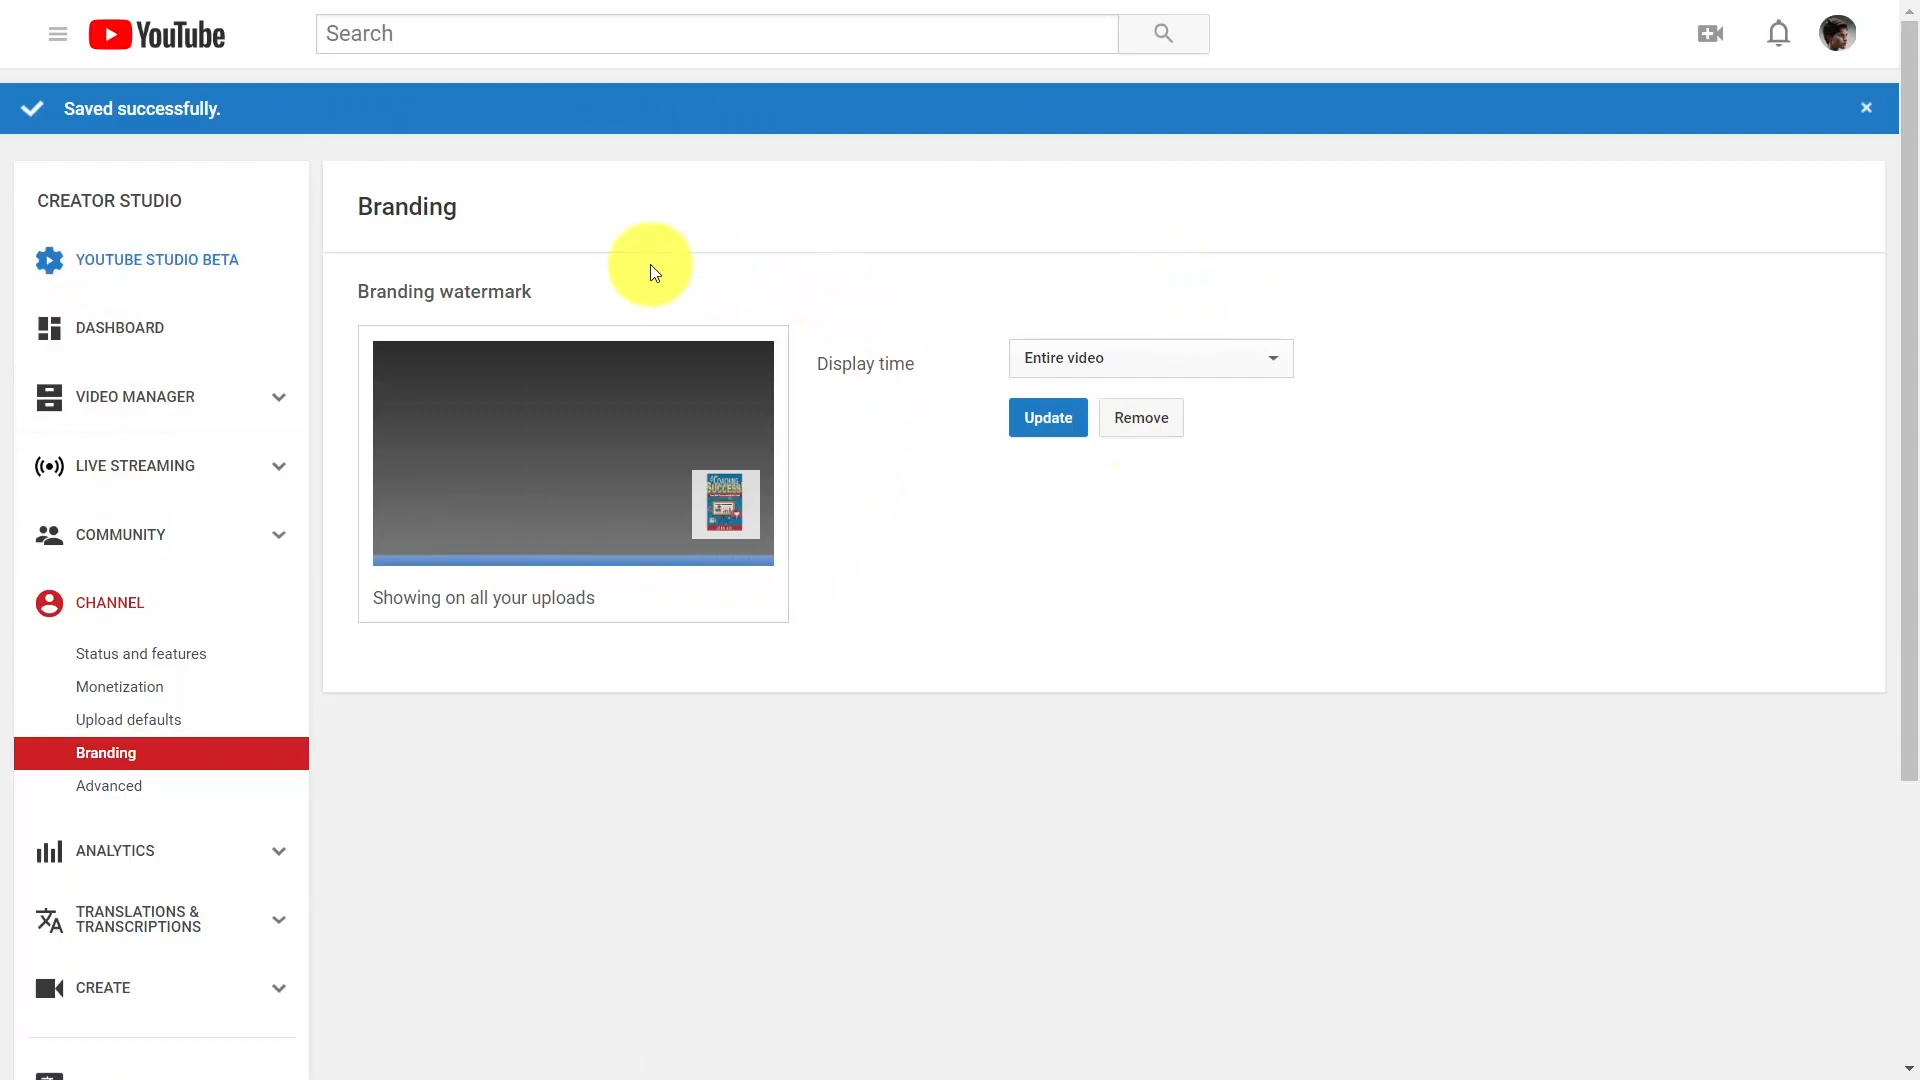 YouTube
Search
Saved successfully.
CREATOR STUDIO
YOUTUBE STUDIO BETA
DASHBOARD
VIDEO MANAGER
LIVE STREAMING
COMMUNITY
CHANNEL
Status and features
Monetization
Upload defaults
Branding
Advanced
ANALYTICS
TRANSLATIONS &
TRANSCRIPTIONS
CREATE
Branding
Branding watermark
COACHING
SUCCESS
Showing on all your uploads
Display time
Entire video
Update
Remove